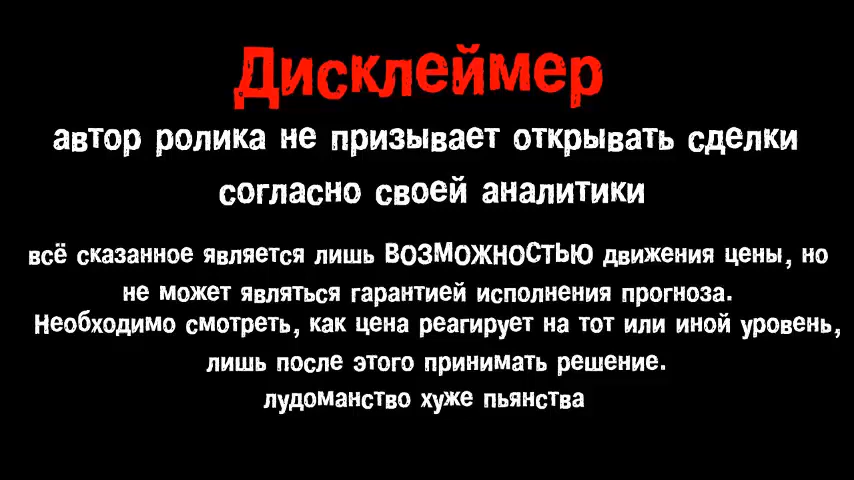 Дисклеймер
автор ролика не призывает открывать сделки
согласно своей аналитики
всё сказанное является лишь ВОЗМОЖНОСТЬЮ движения цены, но
не может являться гарантией исполнения прогноза.
Необходимо смотреть, как цена реагирует на тот или иной уровень,
лишь после этого принимать решение.
лудоманство хуже пьянства